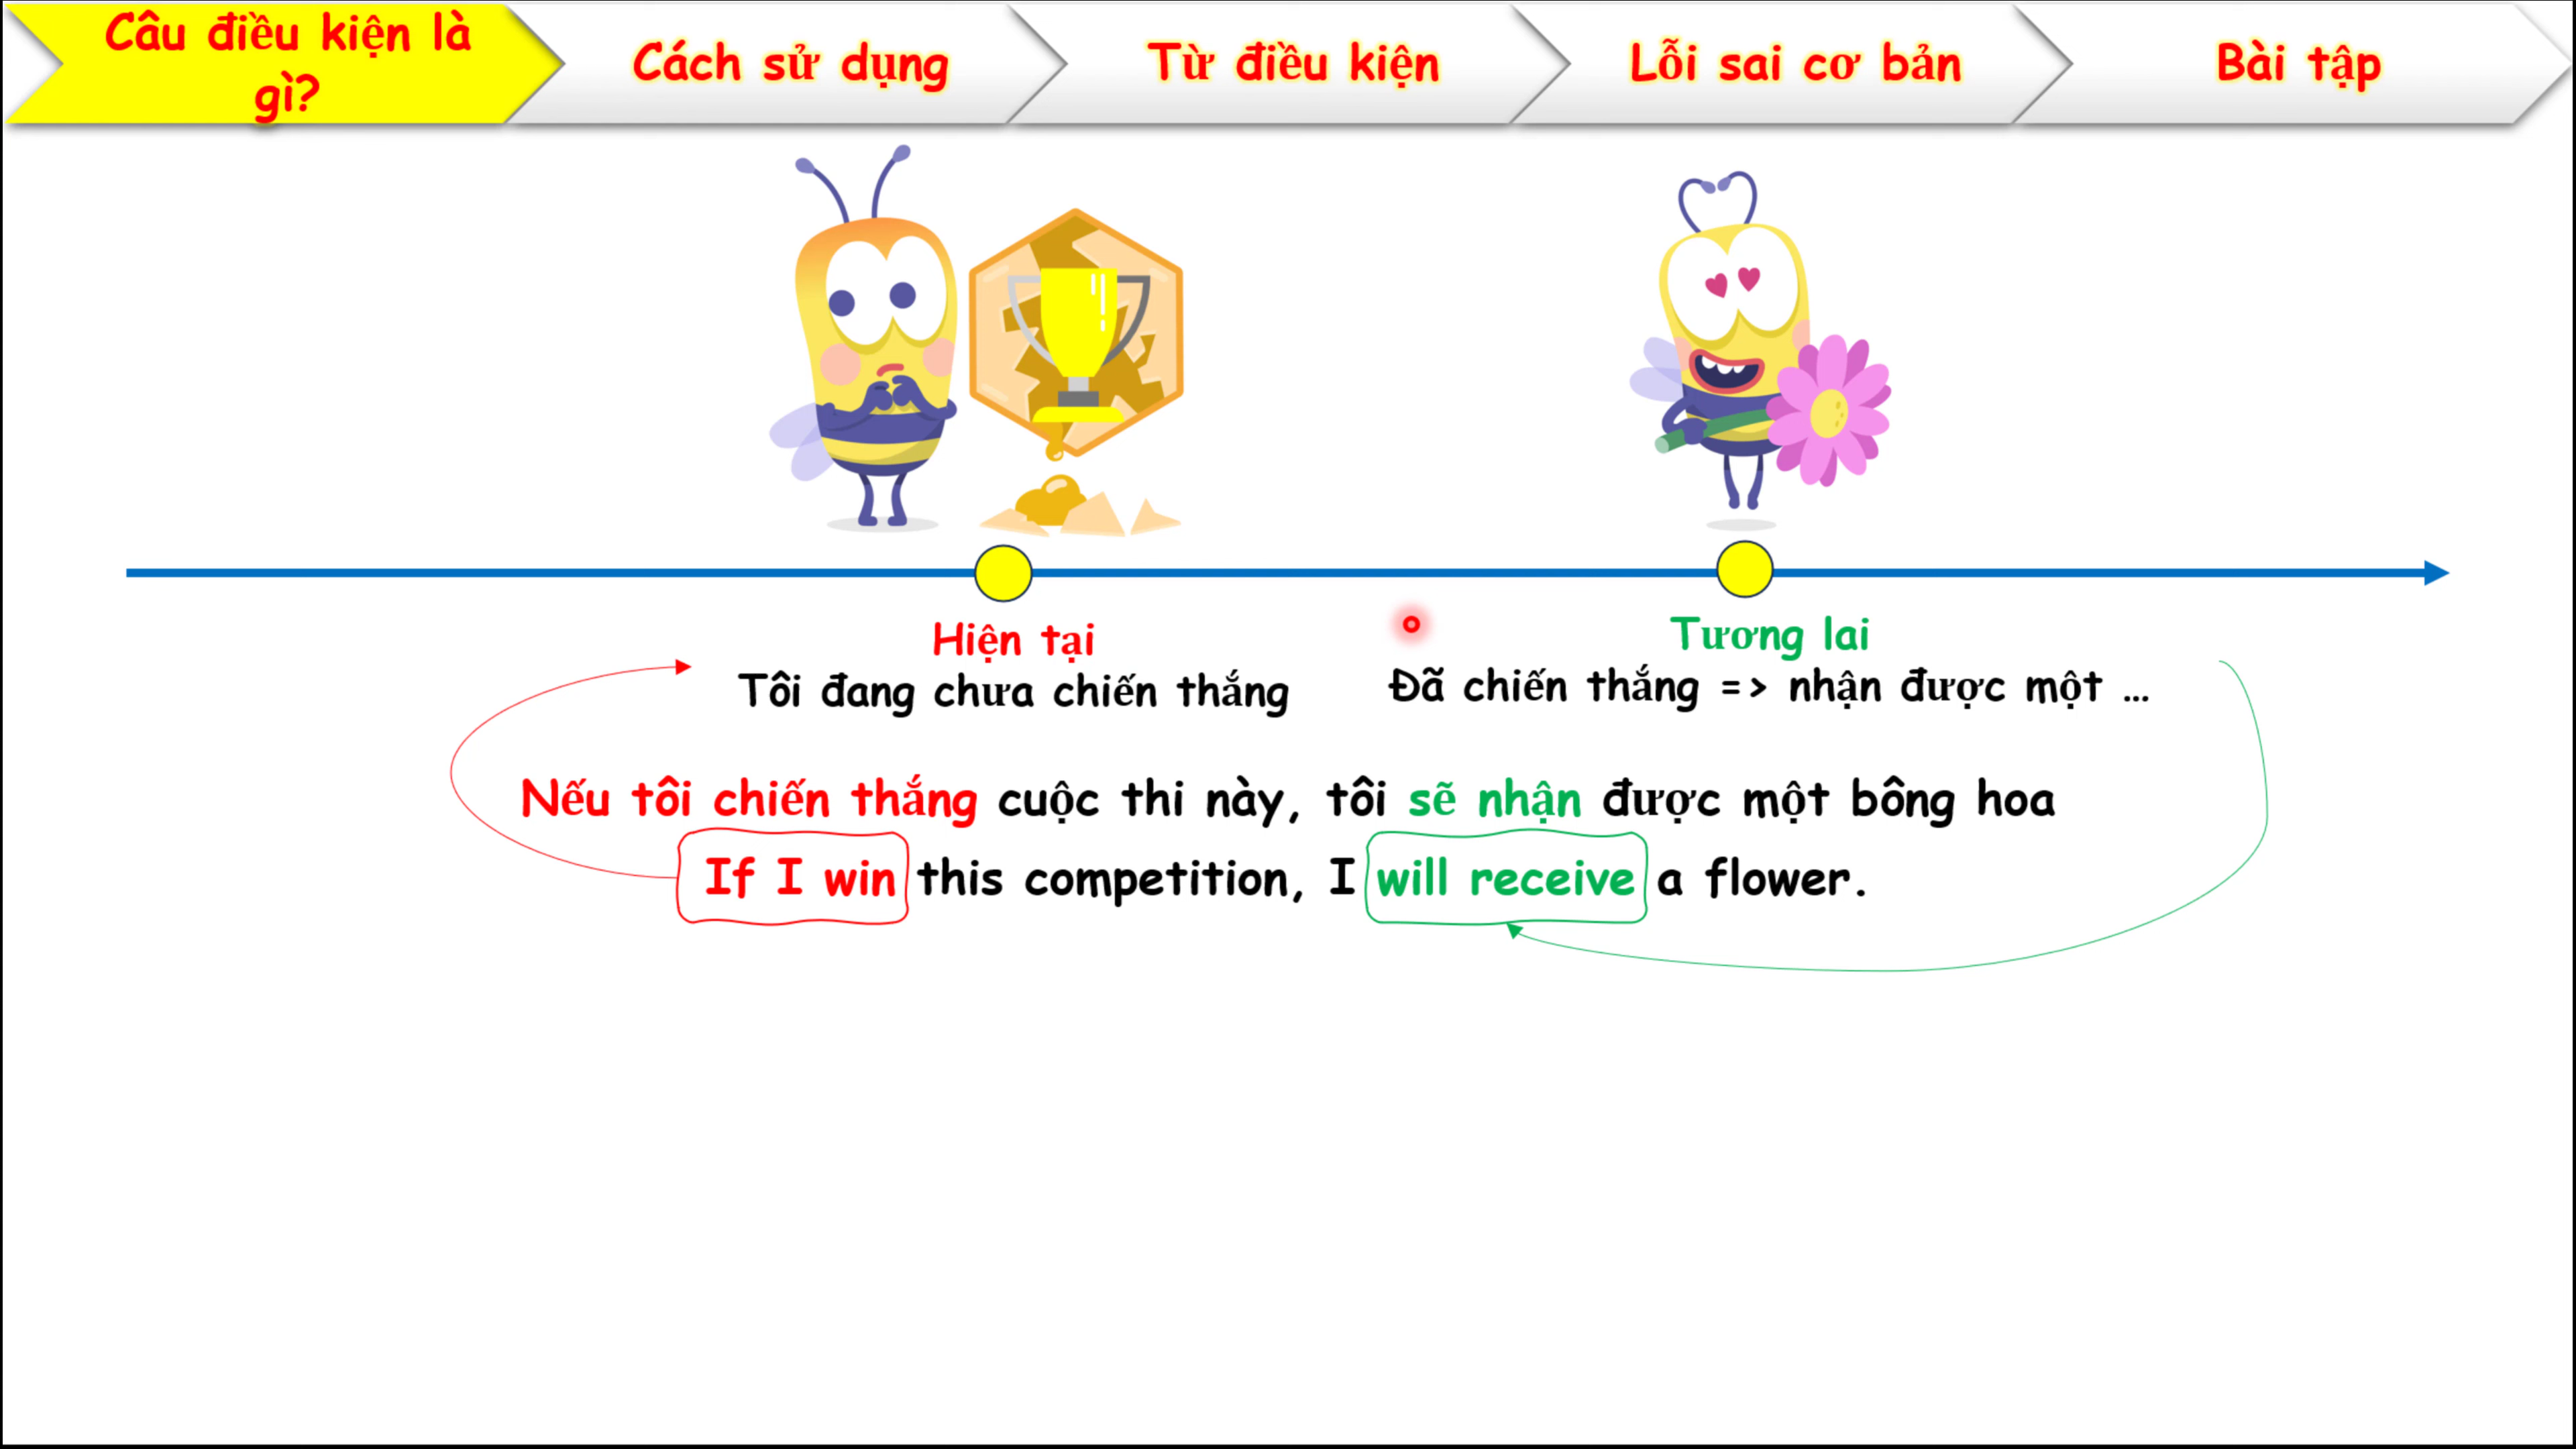 Câu điều kiện là
gì?
Cách sử dụng
Từ điều kiện
Lỗi sai cơ bản
Bài tập
Hiện tại
Tôi đang chưa chiến thắng
Tương lai
Đã chiến thắng => nhận được một ...
Nếu tôi chiến thắng cuộc thi này, tôi sẽ nhận được một bông hoa
If I win this competition, I will receive a flower.